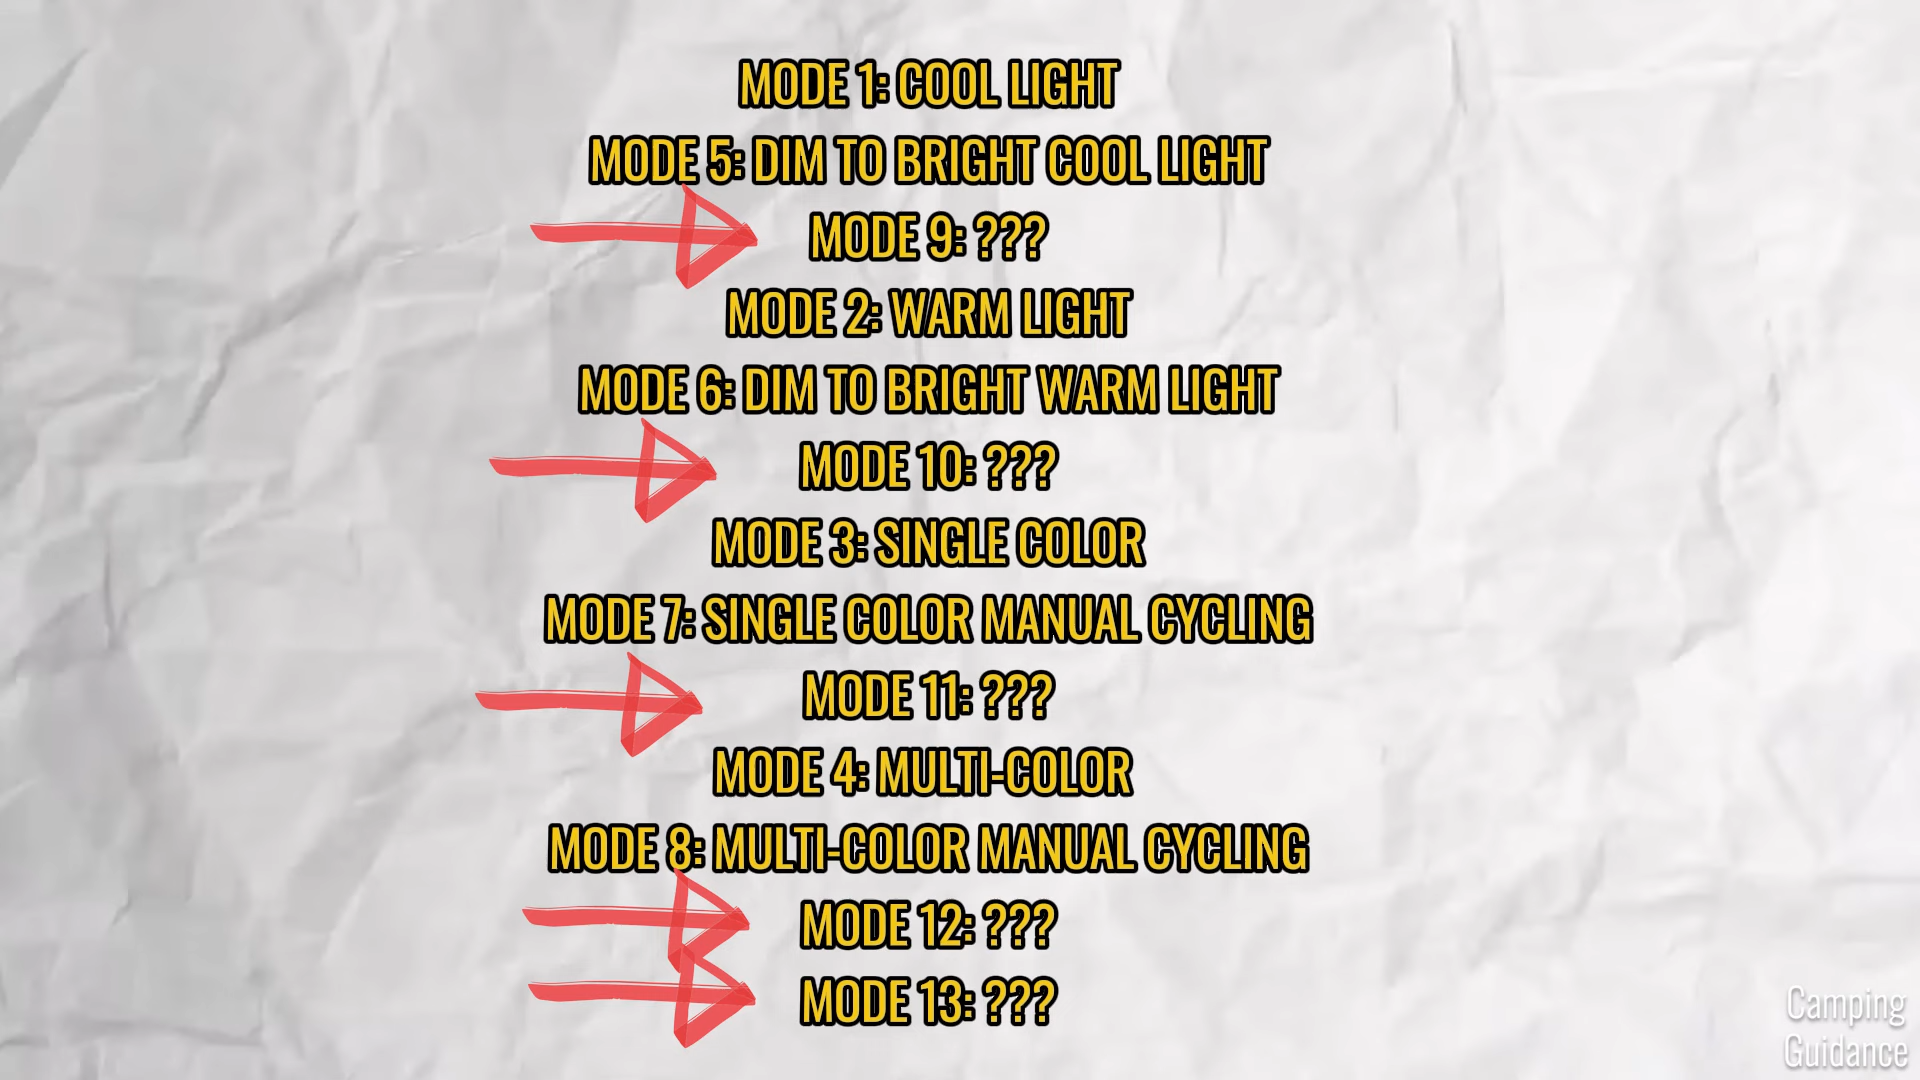 MODE 1: COOL LIGHT
MODE 5: DIM TO BRIGHT COOL LIGHT
MODE 9: ???
MODE 2: WARM LIGHT
MODE 6: DIM TO BRIGHT WARM LIGHT
MODE 10: ???
MODE 3: SINGLE COLOR
MODE 7: SINGLE COLOR MANUAL CYCLING
MODE 11: ???
MODE 4: MULTI-COLOR
MODE 8: MULTI-COLOR MANUAL CYCLING
MODE 12: ???
MODE 13: ???
Camping
Guidance